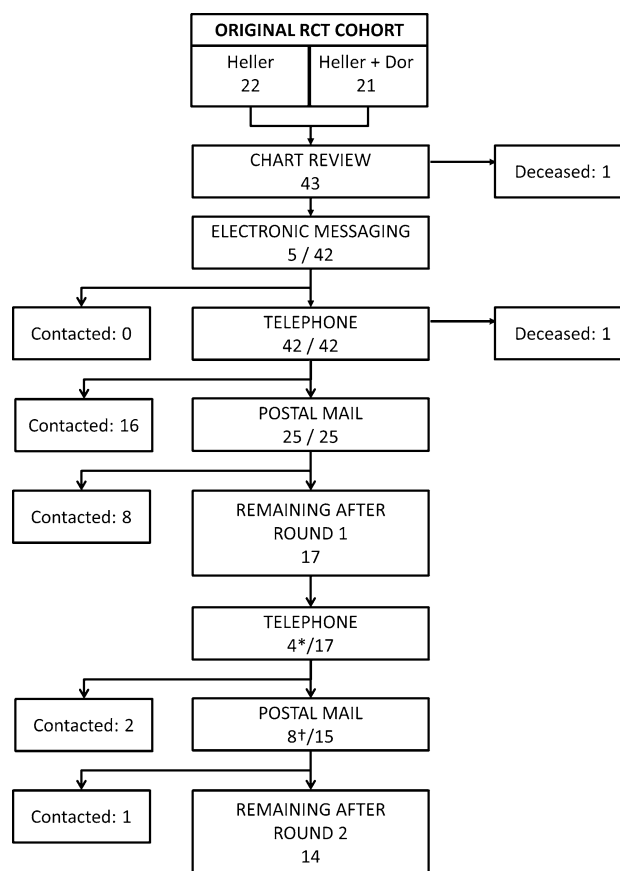 ORIGINAL RCT COHORT
Heller
22
Heller + Dor
21
CHART REVIEW
43
Deceased: 1
ELECTRONIC MESSAGING
5 / 42
Contacted: 0
TELEPHONE
42 / 42
Deceased: 1
Contacted: 16
POSTAL MAIL
25 / 25
Contacted: 8
REMAINING AFTER
ROUND 1
17
TELEPHONE
4*/17
Contacted: 2
POSTAL MAIL
8†/15
Contacted: 1
REMAINING AFTER
ROUND 2
14